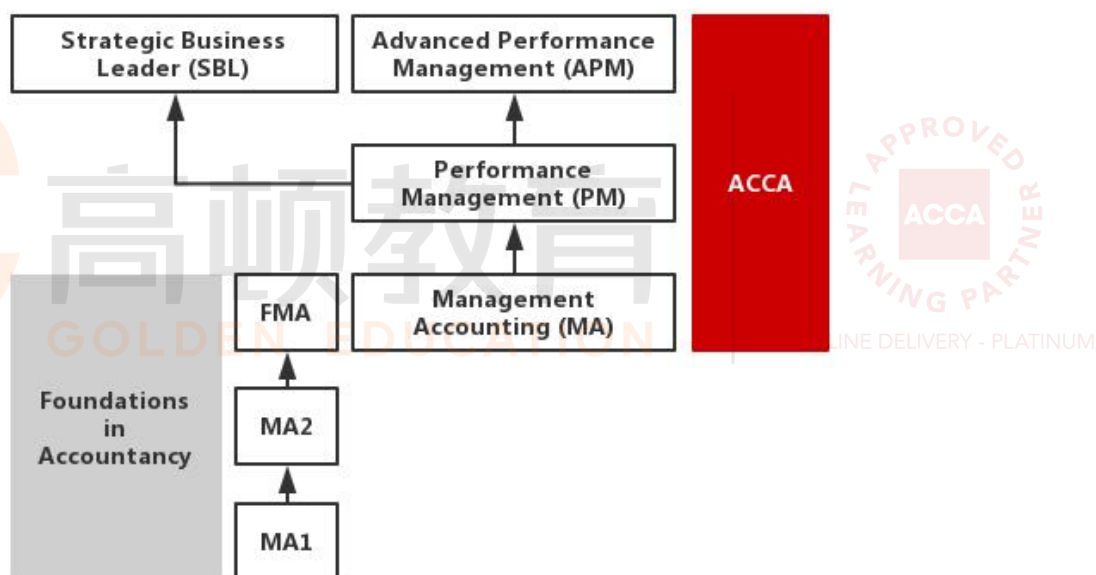 Strategic Business
Leader (SBL)
Advanced Performance
Management (APM)
Performance
Management (PM)
ACCA
Management
Accounting (MA)
FMA
Foundations
in
Accountancy
MA2
MA1
高顿教育
GOLDEN EDUCATION
APPROVED
LEARNING PARTNER
ACCA
LINE DELIVERY - PLATINUM